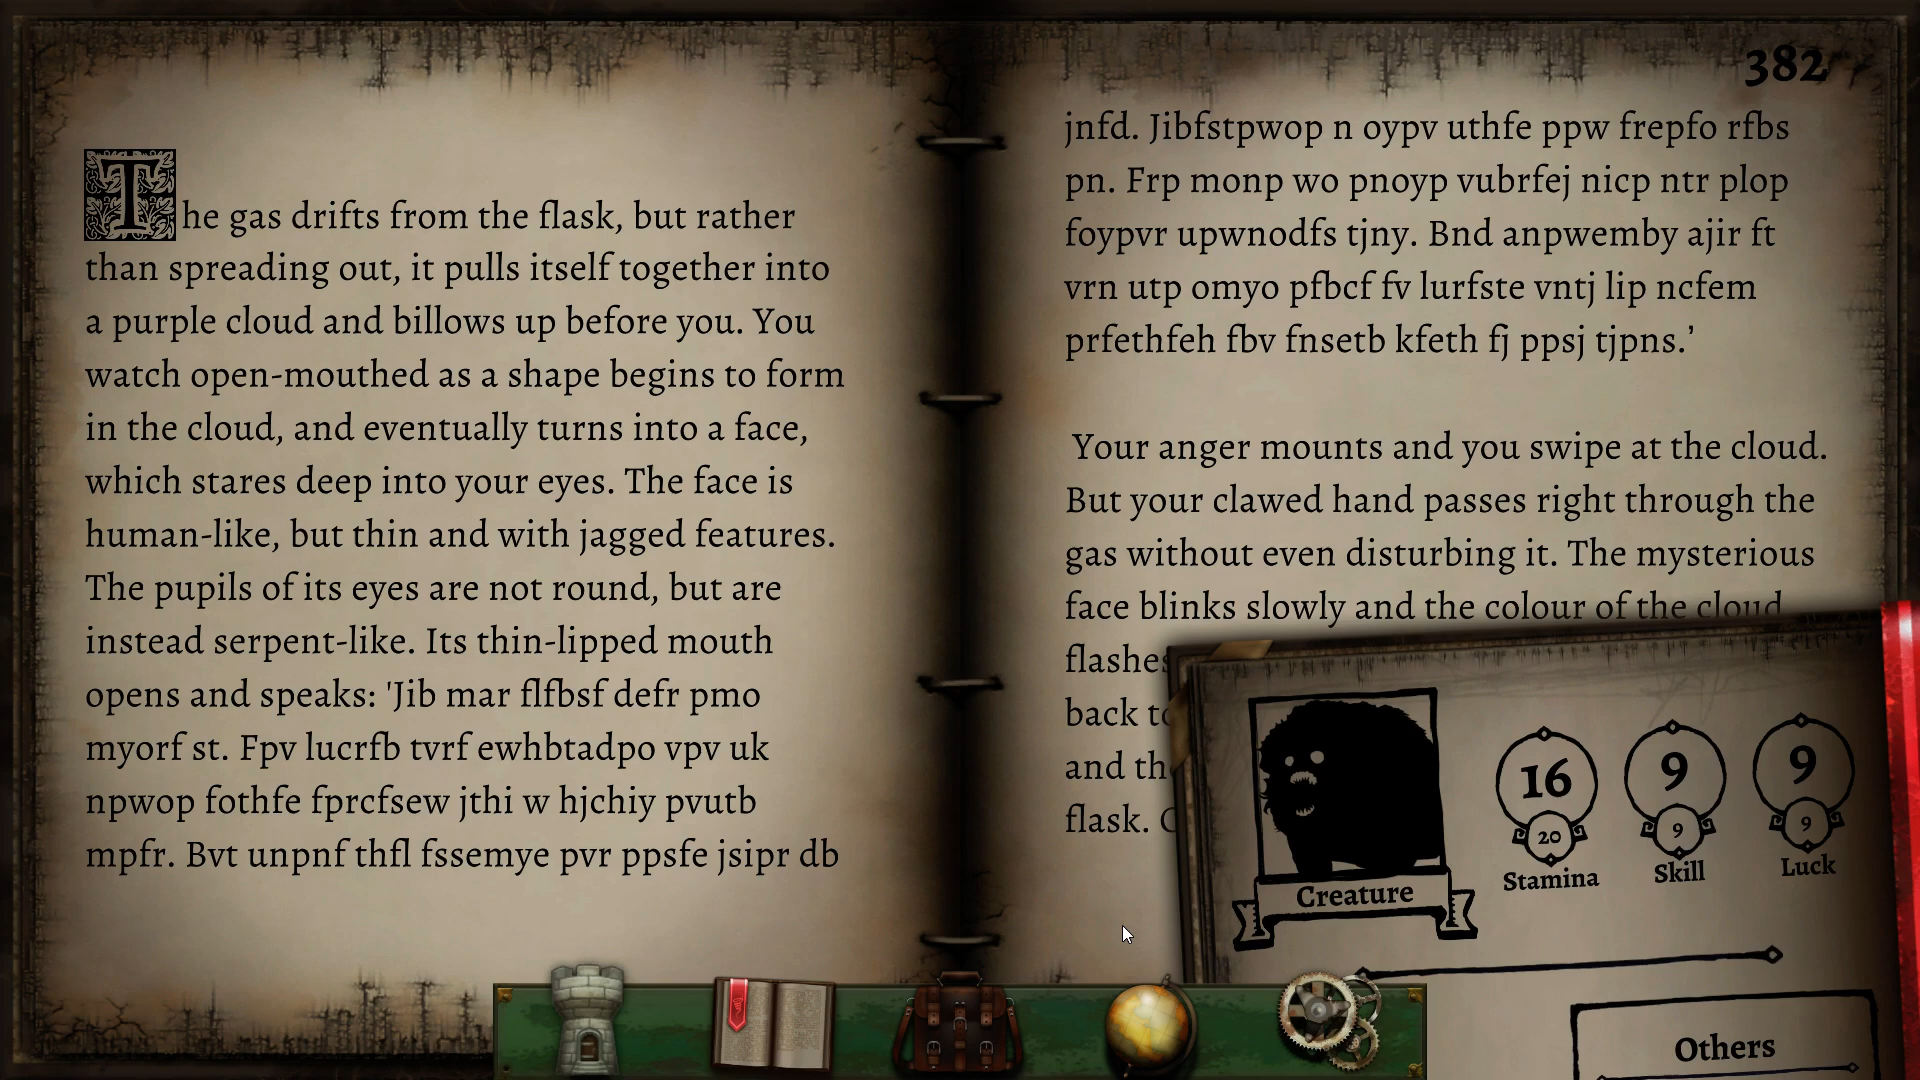 382
The gas drifts from the flask, but rather
than spreading out, it pulls itself together into
a purple cloud and billows up before you. You
watch open-mouthed as a shape begins to form
in the cloud, and eventually turns into a face,
which stares deep into your eyes. The face is
human-like, but thin and with jagged features.
The pupils of its eyes are not round, but are
instead serpent-like. Its thin-lipped mouth
opens and speaks: 'Jib mar flfbsf defr pmo
myorf st. Fpv lucrfb tvrf ewhbtadpo vpv uk
npwop fothfe fprcfsew jthi w hjchiy pvutb
mpfr. Bvt unpnf thfl fssemye pvr ppsfe jsipr db
jnfd. Jibfstpwop n oypv uthfe ppw frepfo rfbs
pn. Frp monp wo pnoyp vubrfej nicp ntr plop
foypvr upwnodfs tjny. Bnd anpwemby ajir ft
vrn utp omyo pfbcf fv lurfste vntj lip ncfem
prfethfeh fbv fnsetb kfeth fj ppsj tjpns.’
Your anger mounts and you swipe at the cloud.
But your clawed hand passes right through the
gas without even disturbing it. The mysterious
face blinks slowly and the colour of the cloud
flashes
back
and
flask.
Creature
16
20
Stamina
9
9
Skill
9
9
Luck
Others